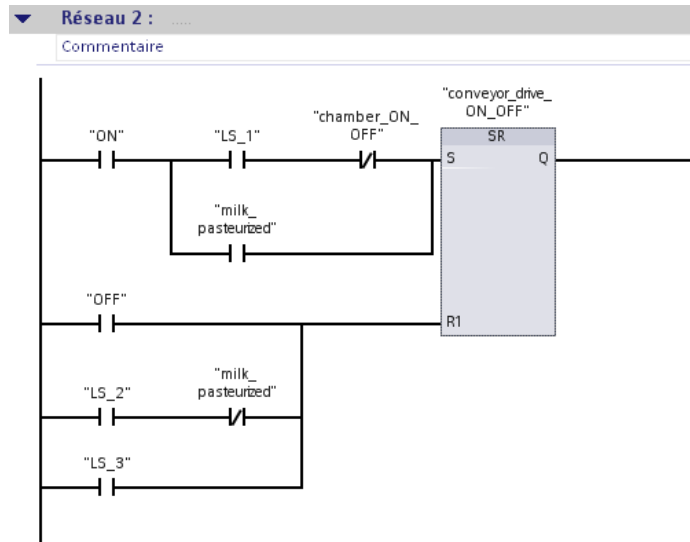 Réseau 2 : .....
Commentaire
"conveyor_drive_
ON_OFF"
"chamber_ON_
OFF"
"ON" "LS_1"
SR
S Q
"milk_
pasteurized"
"OFF"
R1
"milk_
pasteurized"
"LS_2"
"LS_3"